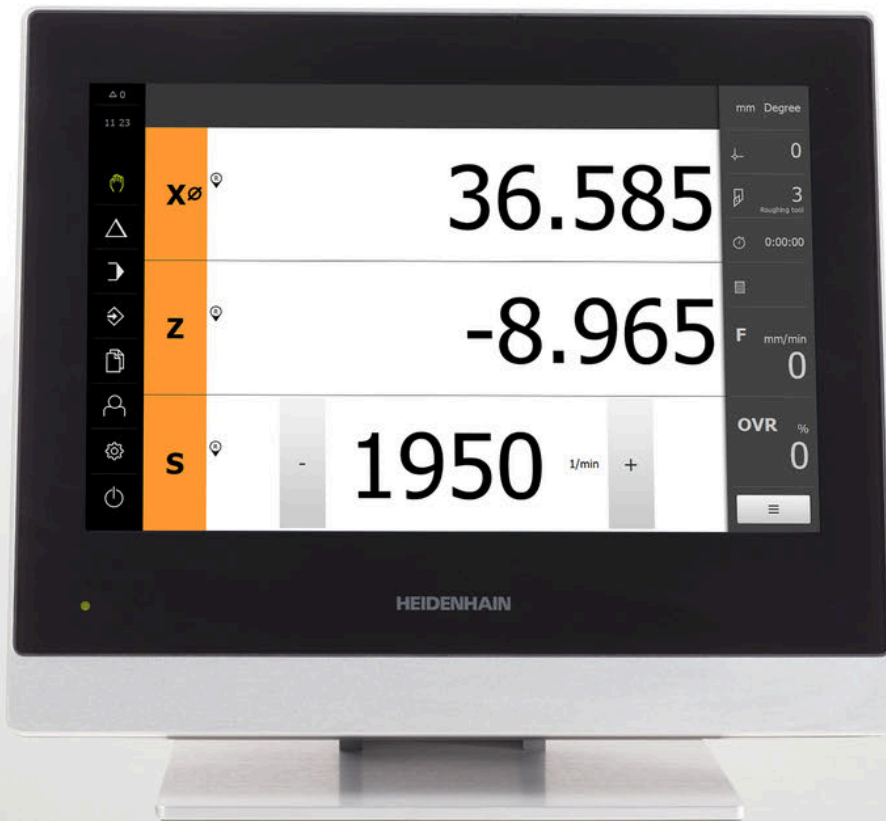 0
11 23
X⌀
R
36.585
Z
R
-8.965
S
R
-
1950
1/min
+
mm Degree
0
3
Roughing tool
0:00:00
F mm/min
0
OVR %
0
HEIDENHAIN